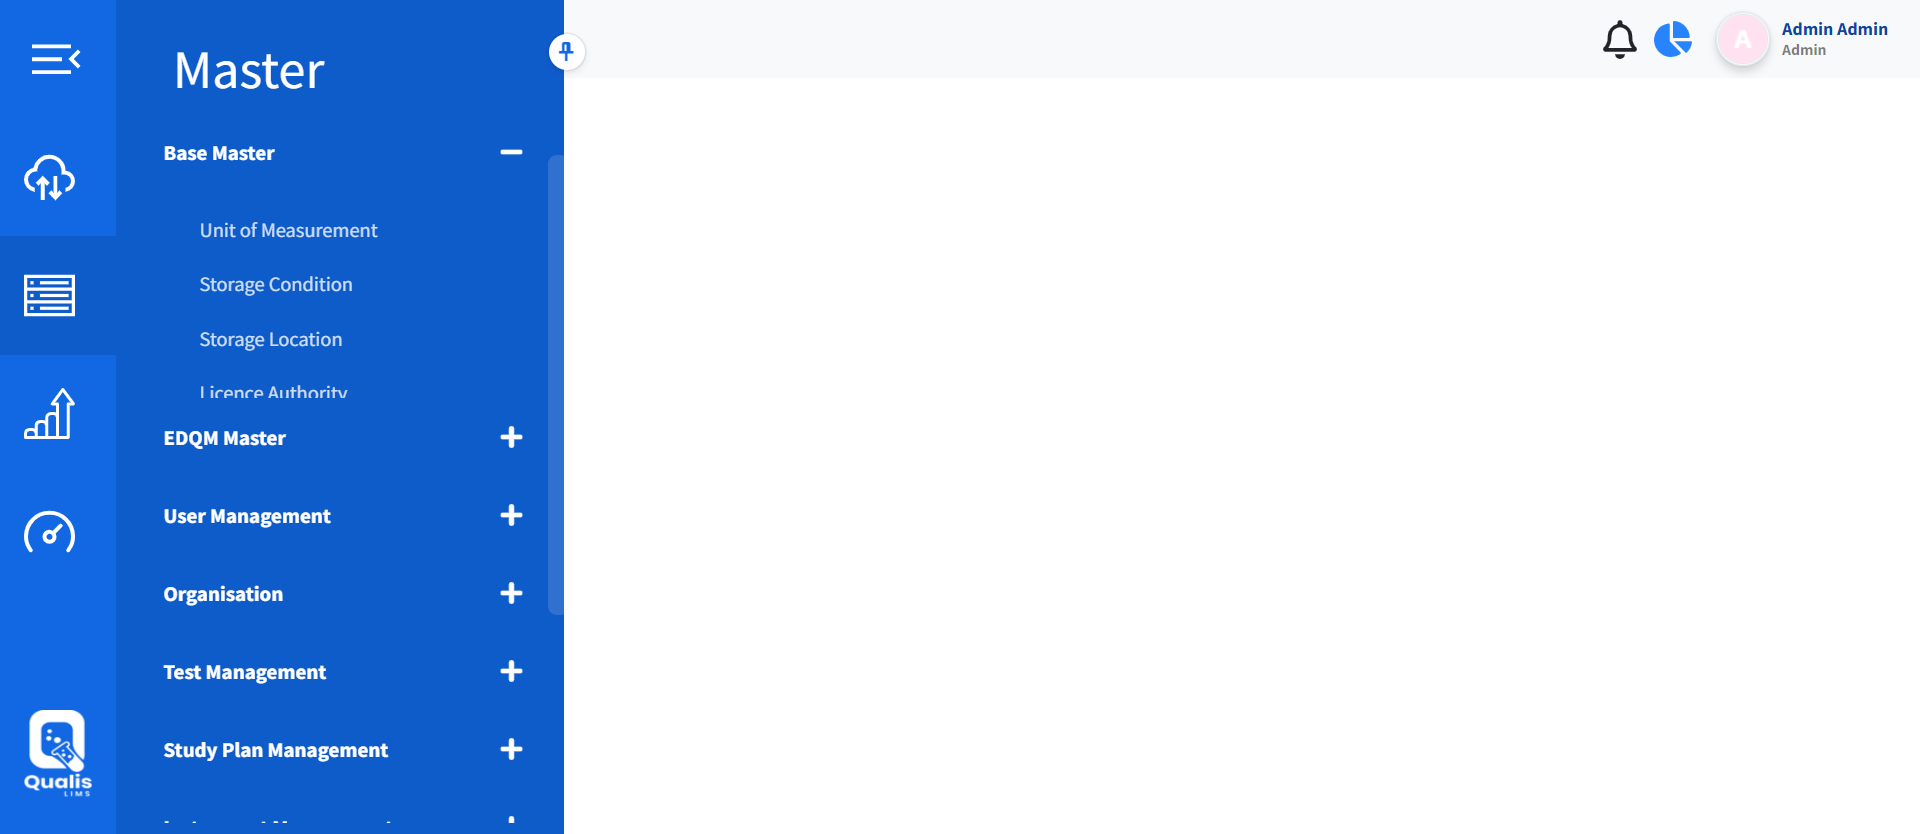 Master
Admin Admin
Admin
A
Base Master
Unit of Measurement
Storage Condition
Storage Location
Licence Authority
EDQM Master
User Management
Organisation
Test Management
Study Plan Management
Qualis
LIMS